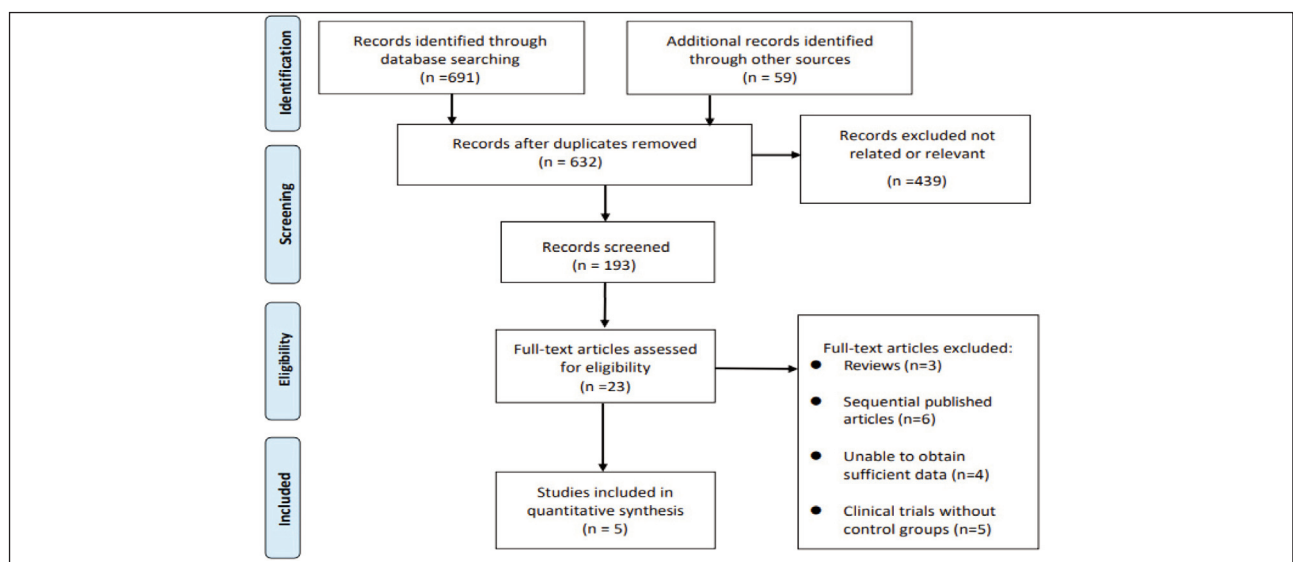 Identification
Records identified through
database searching
(n =691)
Additional records identified
through other sources
(n = 59)
Records after duplicates removed
(n = 632)
Records excluded not
related or relevant
(n =439)
Screening
Records screened
(n = 193)
Eligibility
Full-text articles assessed
for eligibility
(n =23)
Full-text articles excluded:
● Reviews (n=3)
● Sequential published
articles (n=6)
● Unable to obtain
sufficient data (n=4)
● Clinical trials without
control groups (n=5)
Included
Studies included in
quantitative synthesis
(n = 5)